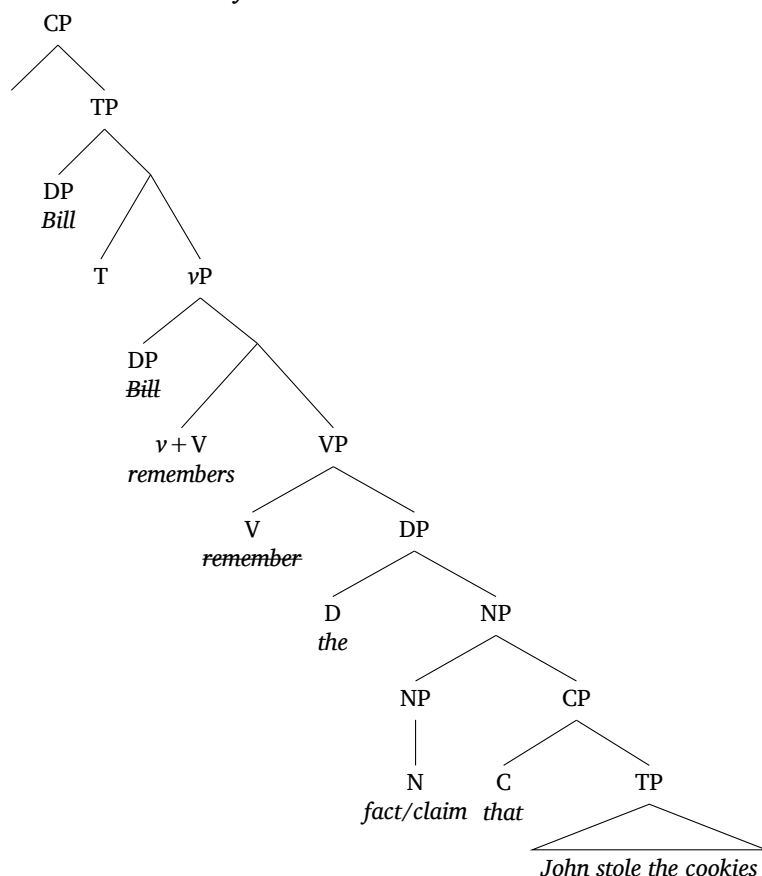 CP
TP
DP
Bill
T vP
DP
Bill
v + V VP
remembers
V DP
remember
D NP
the
NP CP
N C TP
fact/claim that
John stole the cookies